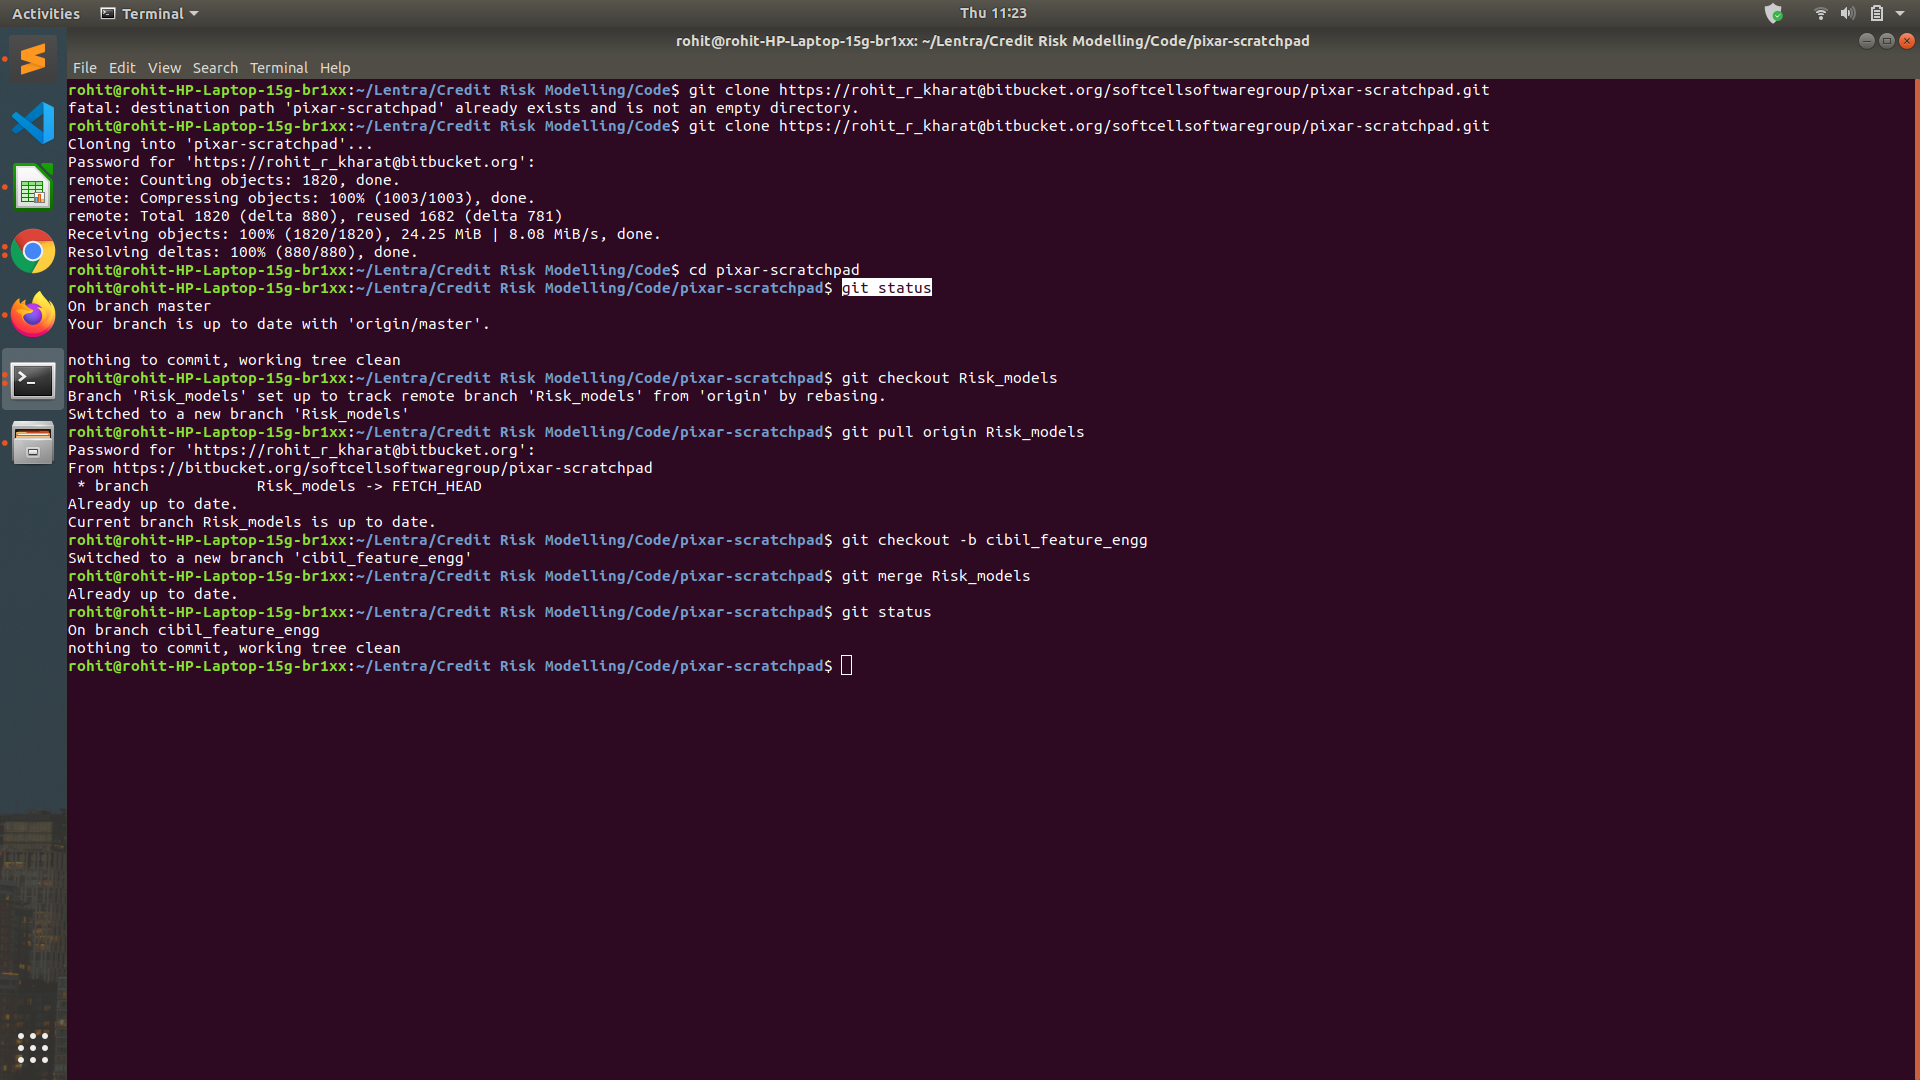 Activities Terminal Thu 11:23
rohit@rohit-HP-Laptop-15g-br1xx: ~/Lentra/Credit Risk Modelling/Code/pixar-scratchpad
File Edit View Search Terminal Help
rohit@rohit-HP-Laptop-15g-br1xx:~/Lentra/Credit Risk Modelling/Code$ git clone https://rohit_r_kharat@bitbucket.org/softcellsoftwaregroup/pixar-scratchpad.git
fatal: destination path 'pixar-scratchpad' already exists and is not an empty directory.
rohit@rohit-HP-Laptop-15g-br1xx:~/Lentra/Credit Risk Modelling/Code$ git clone https://rohit_r_kharat@bitbucket.org/softcellsoftwaregroup/pixar-scratchpad.git
Cloning into 'pixar-scratchpad'...
Password for 'https://rohit_r_kharat@bitbucket.org':
remote: Counting objects: 1820, done.
remote: Compressing objects: 100% (1003/1003), done.
remote: Total 1820 (delta 880), reused 1682 (delta 781)
Receiving objects: 100% (1820/1820), 24.25 MiB | 8.08 MiB/s, done.
Resolving deltas: 100% (880/880), done.
rohit@rohit-HP-Laptop-15g-br1xx:~/Lentra/Credit Risk Modelling/Code$ cd pixar-scratchpad
rohit@rohit-HP-Laptop-15g-br1xx:~/Lentra/Credit Risk Modelling/Code/pixar-scratchpad$ git status
On branch master
Your branch is up to date with 'origin/master'.
nothing to commit, working tree clean
rohit@rohit-HP-Laptop-15g-br1xx:~/Lentra/Credit Risk Modelling/Code/pixar-scratchpad$ git checkout Risk_models
Branch 'Risk_models' set up to track remote branch 'Risk_models' from 'origin' by rebasing.
Switched to a new branch 'Risk_models'
rohit@rohit-HP-Laptop-15g-br1xx:~/Lentra/Credit Risk Modelling/Code/pixar-scratchpad$ git pull origin Risk_models
Password for 'https://rohit_r_kharat@bitbucket.org':
From https://bitbucket.org/softcellsoftwaregroup/pixar-scratchpad
 * branch            Risk_models -> FETCH_HEAD
Already up to date.
Current branch Risk_models is up to date.
rohit@rohit-HP-Laptop-15g-br1xx:~/Lentra/Credit Risk Modelling/Code/pixar-scratchpad$ git checkout -b cibil_feature_engg
Switched to a new branch 'cibil_feature_engg'
rohit@rohit-HP-Laptop-15g-br1xx:~/Lentra/Credit Risk Modelling/Code/pixar-scratchpad$ git merge Risk_models
Already up to date.
rohit@rohit-HP-Laptop-15g-br1xx:~/Lentra/Credit Risk Modelling/Code/pixar-scratchpad$ git status
On branch cibil_feature_engg
nothing to commit, working tree clean
rohit@rohit-HP-Laptop-15g-br1xx:~/Lentra/Credit Risk Modelling/Code/pixar-scratchpad$